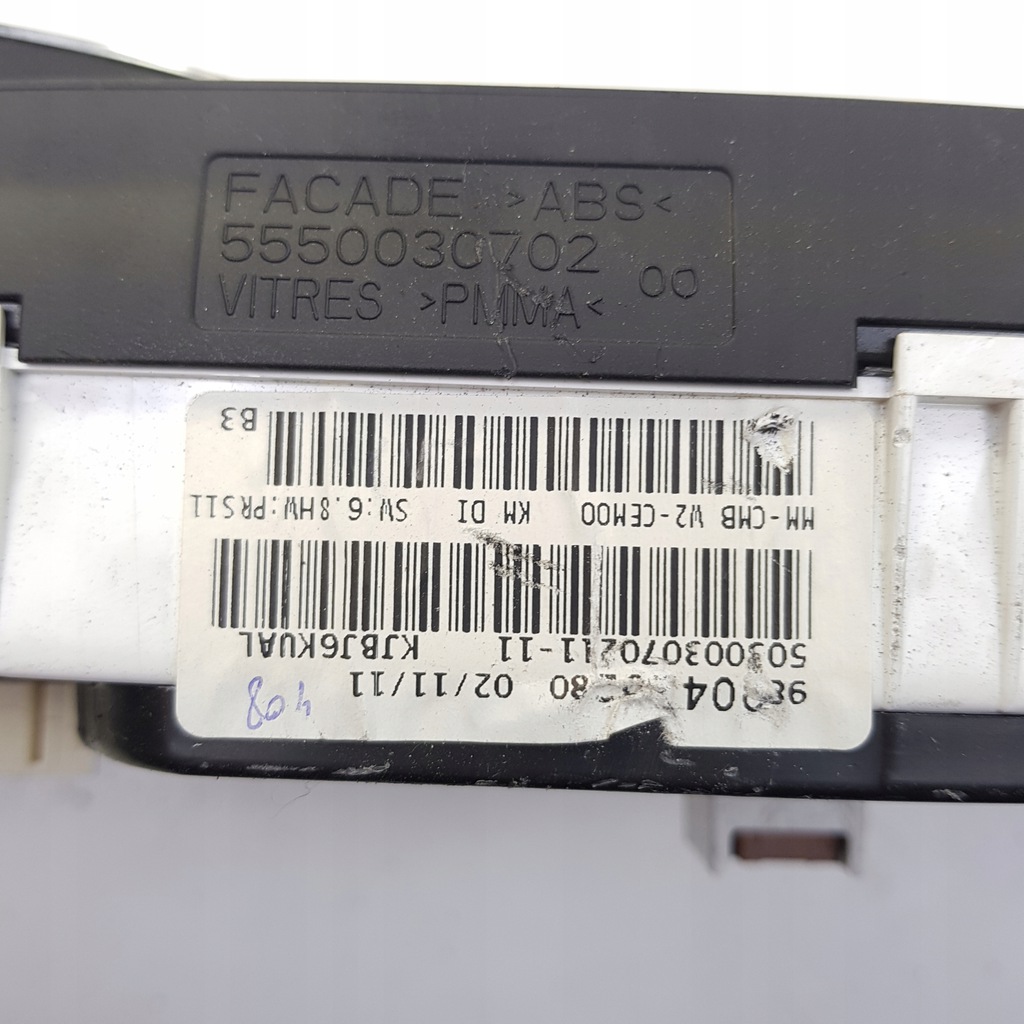 FACADE >ABS<
5550030702 00
VITRES >PMMA<
02/11/11
503003070211-11 KJBJ6KUAL
MM-CMB W2-CEM00 KM DI SW:6.8HW:PRS11
B3
804